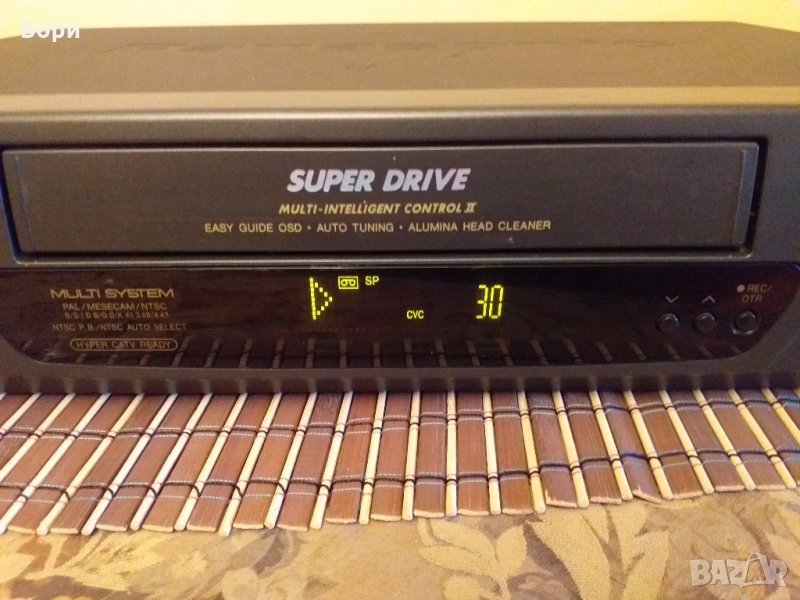 Бори
SUPER DRIVE
MULTI-INTELLIGENT CONTROL II
EASY GUIDE OSD • AUTO TUNING • ALUMINA HEAD CLEANER
MULTI SYSTEM
PAL/MESECAM/NTSC
NTSC P.B./NTSC AUTO SELECT
HYPER CATV READY
SP
CVC
30
REC/
OTR
BAZAR